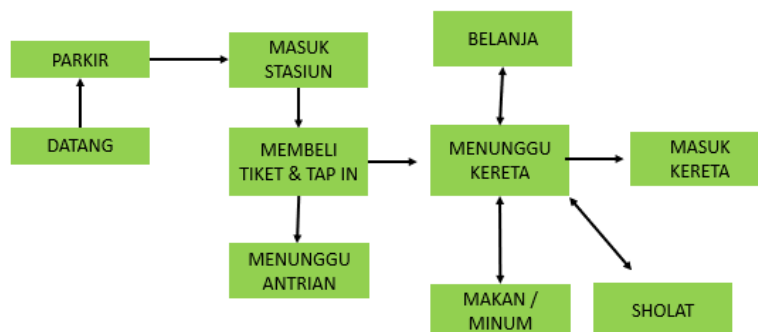 PARKIR
DATANG
MASUK
STASIUN
MEMBELI
TIKET & TAP IN
MENUNGGU
ANTRIAN
BELANJA
MENUNGGU
KERETA
MAKAN /
MINUM
SHOLAT
MASUK
KERETA